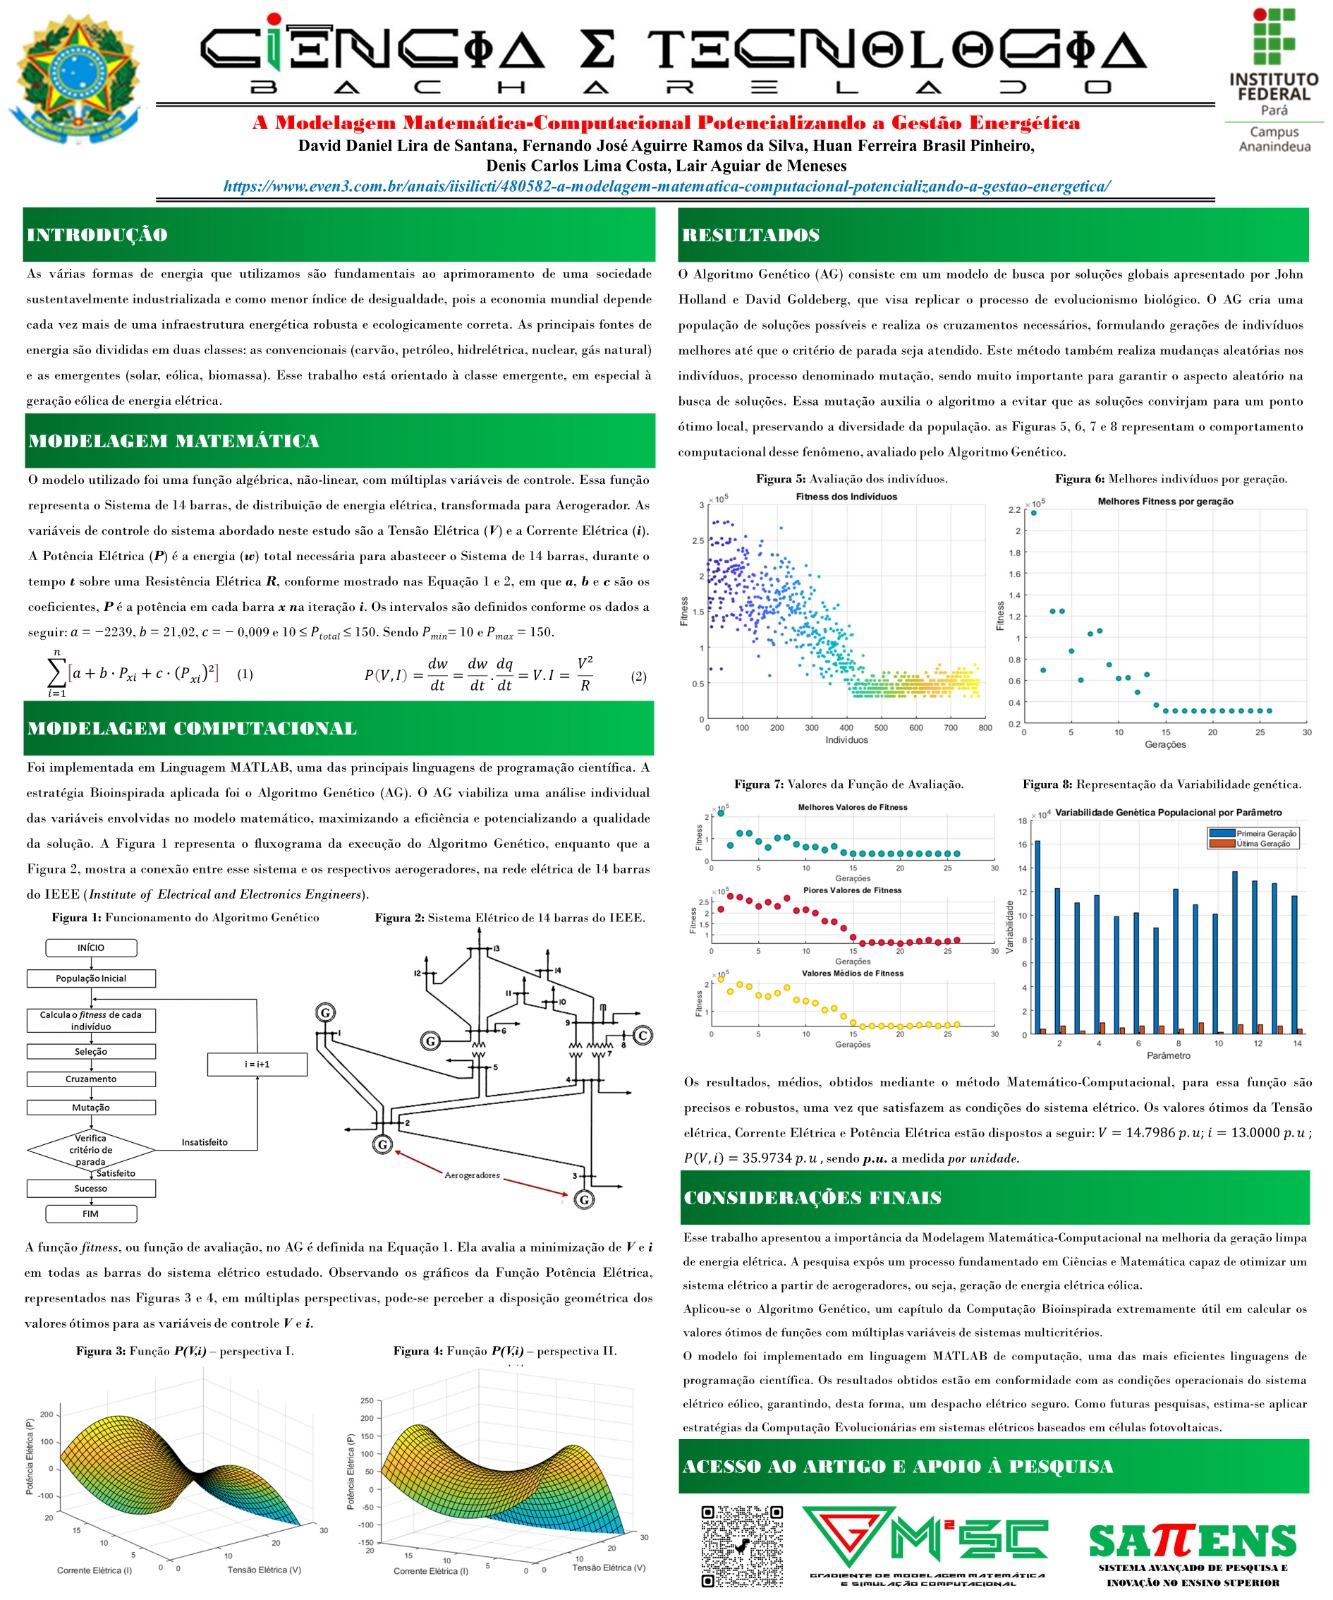 CIÊNCIA E TECNOLOGIA
BACHARELADO
INSTITUTO
FEDERAL
Pará
Campus
Ananindeua
A Modelagem Matemática-Computacional Potencializando a Gestão Energética
David Daniel Lira de Santana, Fernando José Aguirre Ramos da Silva, Huan Ferreira Brasil Pinheiro,
Denis Carlos Lima Costa, Lair Aguiar de Meneses
https://www.even3.com.br/anais/iisilicti/480582-a-modelagem-matematica-computacional-potencializando-a-gestao-energetica/
INTRODUÇÃO
As várias formas de energia que utilizamos são fundamentais ao aprimoramento de uma sociedade
sustentavelmente industrializada e como menor índice de desigualdade, pois a economia mundial depende
cada vez mais de uma infraestrutura energética robusta e ecologicamente correta. As principais fontes de
energia são divididas em duas classes: as convencionais (carvão, petróleo, hidrelétrica, nuclear, gás natural)
e as emergentes (solar, eólica, biomassa). Esse trabalho está orientado à classe emergente, em especial à
geração eólica de energia elétrica.
MODELAGEM MATEMÁTICA
O modelo utilizado foi uma função algébrica, não-linear, com múltiplas variáveis de controle. Essa função
representa o Sistema de 14 barras, de distribuição de energia elétrica, transformada para Aerogerador. As
variáveis de controle do sistema abordado neste estudo são a Tensão Elétrica (V) e a Corrente Elétrica (i).
A Potência Elétrica (P) é a energia (w) total necessária para abastecer o Sistema de 14 barras, durante o
tempo t sobre uma Resistência Elétrica R, conforme mostrado nas Equação 1 e 2, em que a, b e c são os
coeficientes, P é a potência em cada barra x na iteração i. Os intervalos são definidos conforme os dados a
seguir: a = −2239, b = 21,02, c = − 0,009 e 10 ≤ P_total ≤ 150. Sendo P_min = 10 e P_max = 150.
∑_{i=1}^{n} [a + b · P_xi + c · (P_xi)²] (1)
P(V,I) = dw/dt = dw/dt . dq/dt = V.I = V²/R (2)
MODELAGEM COMPUTACIONAL
Foi implementada em Linguagem MATLAB, uma das principais linguagens de programação científica. A
estratégia Bioinspirada aplicada foi o Algoritmo Genético (AG). O AG viabiliza uma análise individual
das variáveis envolvidas no modelo matemático, maximizando a eficiência e potencializando a qualidade
da solução. A Figura 1 representa o fluxograma da execução do Algoritmo Genético, enquanto que a
Figura 2, mostra a conexão entre esse sistema e os respectivos aerogeradores, na rede elétrica de 14 barras
do IEEE (Institute of Electrical and Electronics Engineers).
Figura 1: Funcionamento do Algoritmo Genético
INÍCIO
População Inicial
Calcula o fitness de cada
indivíduo
Seleção
Cruzamento
Mutação
Verifica
critério de
parada
Insatisfeito
i = i+1
Satisfeito
Sucesso
FIM
Figura 2: Sistema Elétrico de 14 barras do IEEE.
13
14
12
11
10
9
6
G
G
C
8
7
1
5
4
2
G
3
G
Aerogeradores
A função fitness, ou função de avaliação, no AG é definida na Equação 1. Ela avalia a minimização de V e i
em todas as barras do sistema elétrico estudado. Observando os gráficos da Função Potência Elétrica,
representados nas Figuras 3 e 4, em múltiplas perspectivas, pode-se perceber a disposição geométrica dos
valores ótimos para as variáveis de controle V e i.
Figura 3: Função P(V,i) – perspectiva I.
Potência Elétrica (P)
200
100
0
-100
20
15
10
5
0
0
10
20
30
Corrente Elétrica (I)
Tensão Elétrica (V)
Figura 4: Função P(V,i) – perspectiva II.
Potência Elétrica (P)
250
200
150
100
50
0
-50
-100
-150
20
15
10
5
0
0
10
20
30
Corrente Elétrica (I)
Tensão Elétrica (V)
RESULTADOS
O Algoritmo Genético (AG) consiste em um modelo de busca por soluções globais apresentado por John
Holland e David Goldeberg, que visa replicar o processo de evolucionismo biológico. O AG cria uma
população de soluções possíveis e realiza os cruzamentos necessários, formulando gerações de indivíduos
melhores até que o critério de parada seja atendido. Este método também realiza mudanças aleatórias nos
indivíduos, processo denominado mutação, sendo muito importante para garantir o aspecto aleatório na
busca de soluções. Essa mutação auxilia o algoritmo a evitar que as soluções convirjam para um ponto
ótimo local, preservando a diversidade da população. as Figuras 5, 6, 7 e 8 representam o comportamento
computacional desse fenômeno, avaliado pelo Algoritmo Genético.
Figura 5: Avaliação dos indivíduos.
Fitness dos Indivíduos
×10⁵
Fitness
3
2.5
2
1.5
1
0.5
0
0 100 200 300 400 500 600 700 800
Indivíduos
Figura 6: Melhores indivíduos por geração.
Melhores Fitness por geração
×10⁵
Fitness
2.2
2
1.8
1.6
1.4
1.2
1
0.8
0.6
0.4
0.2
0 5 10 15 20 25 30
Gerações
Figura 7: Valores da Função de Avaliação.
Melhores Valores de Fitness
×10⁵
Fitness
2
1
0
0 5 10 15 20 25 30
Gerações
Piores Valores de Fitness
×10⁵
Fitness
2.5
2
1.5
1
0 5 10 15 20 25 30
Gerações
Valores Médios de Fitness
×10⁵
Fitness
2
1
0 5 10 15 20 25 30
Gerações
Figura 8: Representação da Variabilidade genética.
Variabilidade Genética Populacional por Parâmetro
×10⁴
Variabilidade
18
16
14
12
10
8
6
4
2
0
Primeira Geração
Última Geração
2 4 6 8 10 12 14
Parâmetro
Os resultados, médios, obtidos mediante o método Matemático-Computacional, para essa função são
precisos e robustos, uma vez que satisfazem as condições do sistema elétrico. Os valores ótimos da Tensão
elétrica, Corrente Elétrica e Potência Elétrica estão dispostos a seguir: V = 14.7986 p.u; i = 13.0000 p.u ;
P(V,i) = 35.9734 p.u , sendo p.u. a medida por unidade.
CONSIDERAÇÕES FINAIS
Esse trabalho apresentou a importância da Modelagem Matemática-Computacional na melhoria da geração limpa
de energia elétrica. A pesquisa expôs um processo fundamentado em Ciências e Matemática capaz de otimizar um
sistema elétrico a partir de aerogeradores, ou seja, geração de energia elétrica eólica.
Aplicou-se o Algoritmo Genético, um capítulo da Computação Bioinspirada extremamente útil em calcular os
valores ótimos de funções com múltiplas variáveis de sistemas multicritérios.
O modelo foi implementado em linguagem MATLAB de computação, uma das mais eficientes linguagens de
programação científica. Os resultados obtidos estão em conformidade com as condições operacionais do sistema
elétrico eólico, garantindo, desta forma, um despacho elétrico seguro. Como futuras pesquisas, estima-se aplicar
estratégias da Computação Evolucionárias em sistemas elétricos baseados em células fotovoltaicas.
ACESSO AO ARTIGO E APOIO À PESQUISA
GM²SC
GRADIENTE DE MODELAGEM MATEMÁTICA
E SIMULAÇÃO COMPUTACIONAL
SAπENS
SISTEMA AVANÇADO DE PESQUISA E
INOVAÇÃO NO ENSINO SUPERIOR